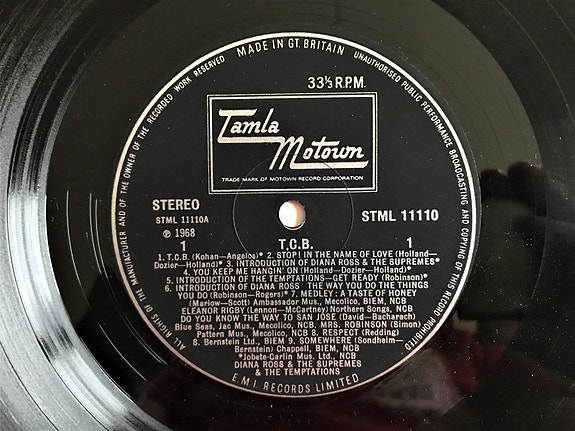 MADE IN GT. BRITAIN
UNAUTHORISED PUBLIC PERFORMANCE BROADCASTING AND COPYING OF THIS RECORD PROHIBITED
ALL RIGHTS OF THE MANUFACTURER AND OF THE OWNER OF THE RECORDED WORK RESERVED
33⅓ R.P.M.
Tamla
Motown
TRADE MARK OF MOTOWN RECORD CORPORATION
STEREO
STML 11110A
℗ 1968
STML 11110
1 T.C.B. 1
1. T.C.B. (Kohan—Angelos)* 2. STOP! IN THE NAME OF LOVE (Holland—
Dozier—Holland)* 3. INTRODUCTION OF DIANA ROSS & THE SUPREMES*
4. YOU KEEP ME HANGIN' ON (Holland—Dozier—Holland)*
5. INTRODUCTION OF THE TEMPTATIONS—GET READY (Robinson)*
6. INTRODUCTION OF DIANA ROSS THE WAY YOU DO THE THINGS
YOU DO (Robinson—Rogers)* 7. MEDLEY: A TASTE OF HONEY
(Marlow—Scott) Ambassador Mus., Mecolico, BIEM, NCB
ELEANOR RIGBY (Lennon—McCartney) Northern Songs, NCB
DO YOU KNOW THE WAY TO SAN JOSE (David—Bacharach)
Blue Seas, Jac Mus., Mecolico, NCB. MRS. ROBINSON (Simon)
Pattern Mus., Mecolico, NCB 8. RESPECT (Redding)
8. Bernstein Ltd., BIEM 9. SOMEWHERE (Sondheim—
Bernstein) Chappell, BIEM, NCB
*Jobete-Carlin Mus. Ltd., NCB
DIANA ROSS & THE SUPREMES
& THE TEMPTATIONS
E.M.I. RECORDS LIMITED